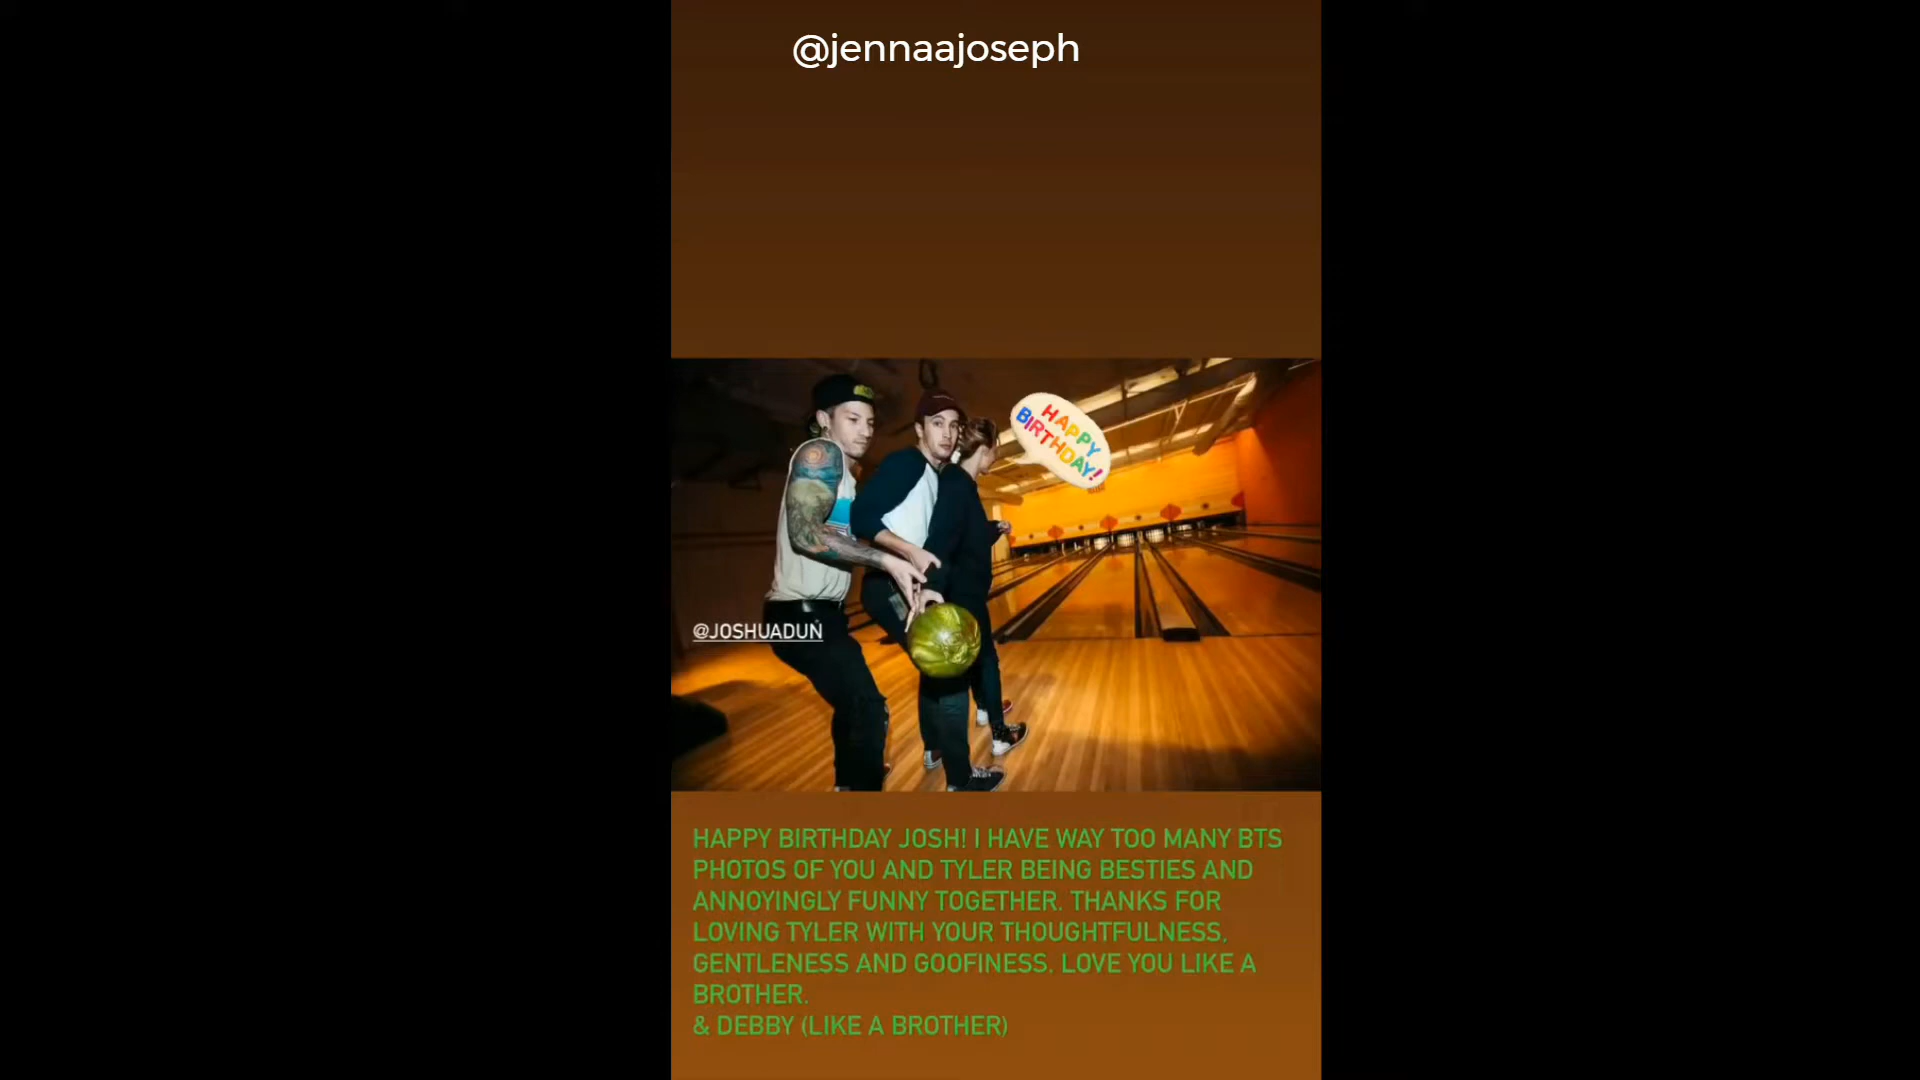 @jennaajoseph
HAPPY
BIRTHDAY!
@JOSHUADUN
HAPPY BIRTHDAY JOSH! I HAVE WAY TOO MANY BTS
PHOTOS OF YOU AND TYLER BEING BESTIES AND
ANNOYINGLY FUNNY TOGETHER. THANKS FOR
LOVING TYLER WITH YOUR THOUGHTFULNESS,
GENTLENESS AND GOOFINESS. LOVE YOU LIKE A
BROTHER.
& DEBBY (LIKE A BROTHER)